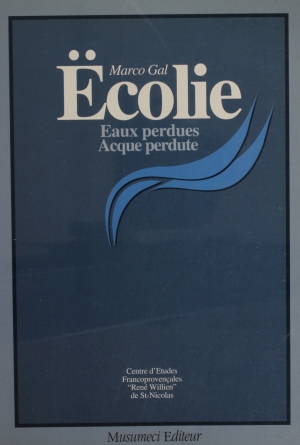 Marco Gal
Ëcolie
Eaux perdues
Acque perdute
Centre d'Etudes
Francoprovençales
"René Willien"
de St-Nicolas
Musumeci Editeur